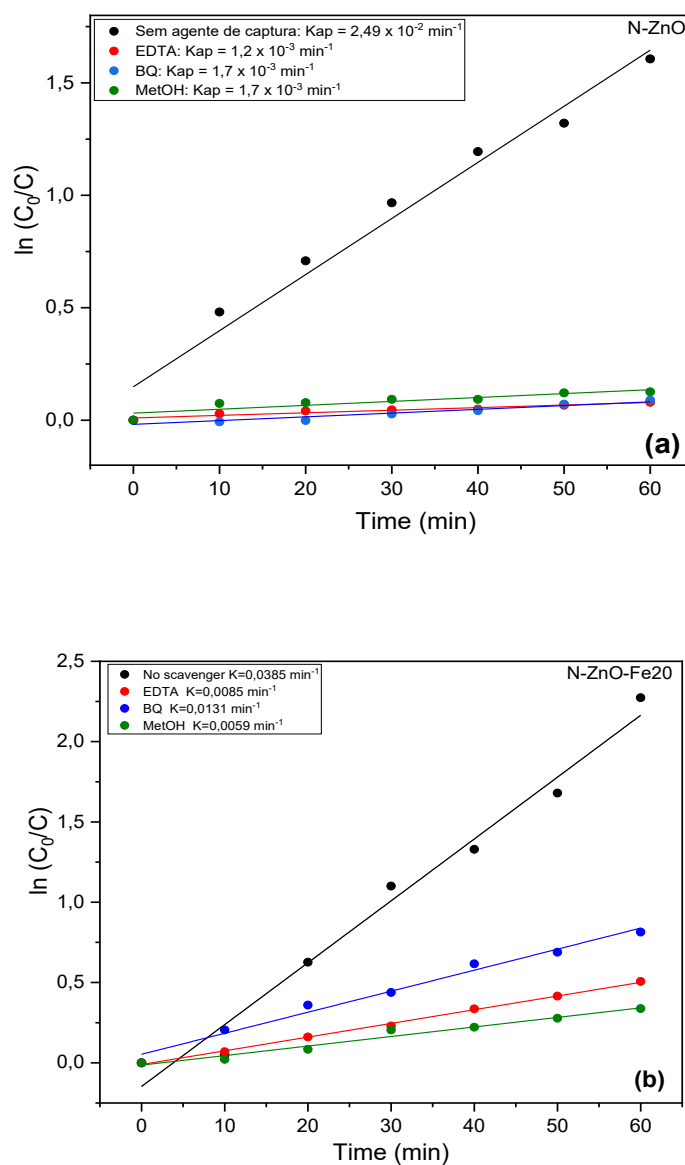 Sem agente de captura: Kap = 2,49 x 10⁻² min⁻¹
EDTA: Kap = 1,2 x 10⁻³ min⁻¹
BQ: Kap = 1,7 x 10⁻³ min⁻¹
MetOH: Kap = 1,7 x 10⁻³ min⁻¹
N-ZnO
1,5
1,0
0,5
0,0
ln (C₀/C)
(a)
0 10 20 30 40 50 60
Time (min)
No scavenger K=0,0385 min⁻¹
EDTA K=0,0085 min⁻¹
BQ K=0,0131 min⁻¹
MetOH K=0,0059 min⁻¹
N-ZnO-Fe20
2,5
2,0
1,5
1,0
0,5
0,0
ln (C₀/C)
(b)
0 10 20 30 40 50 60
Time (min)